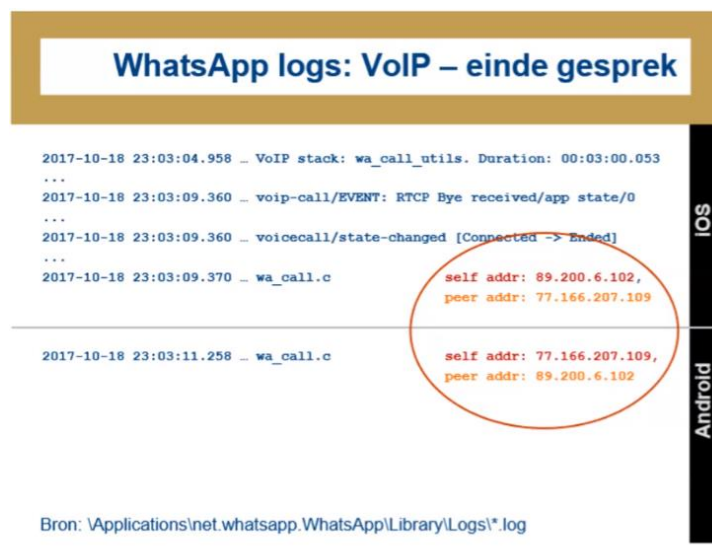 WhatsApp logs: VoIP – einde gesprek
2017-10-18 23:03:04.958 … VoIP stack: wa_call_utils. Duration: 00:03:00.053
...
2017-10-18 23:03:09.360 … voip-call/EVENT: RTCP Bye received/app state/0
...
2017-10-18 23:03:09.360 … voicecall/state-changed [Connected -> Ended]
...
2017-10-18 23:03:09.370 … wa_call.c self addr: 89.200.6.102,
peer addr: 77.166.207.109
iOS
2017-10-18 23:03:11.258 … wa_call.c self addr: 77.166.207.109,
peer addr: 89.200.6.102
Android
Bron: \Applications\net.whatsapp.WhatsApp\Library\Logs\*.log